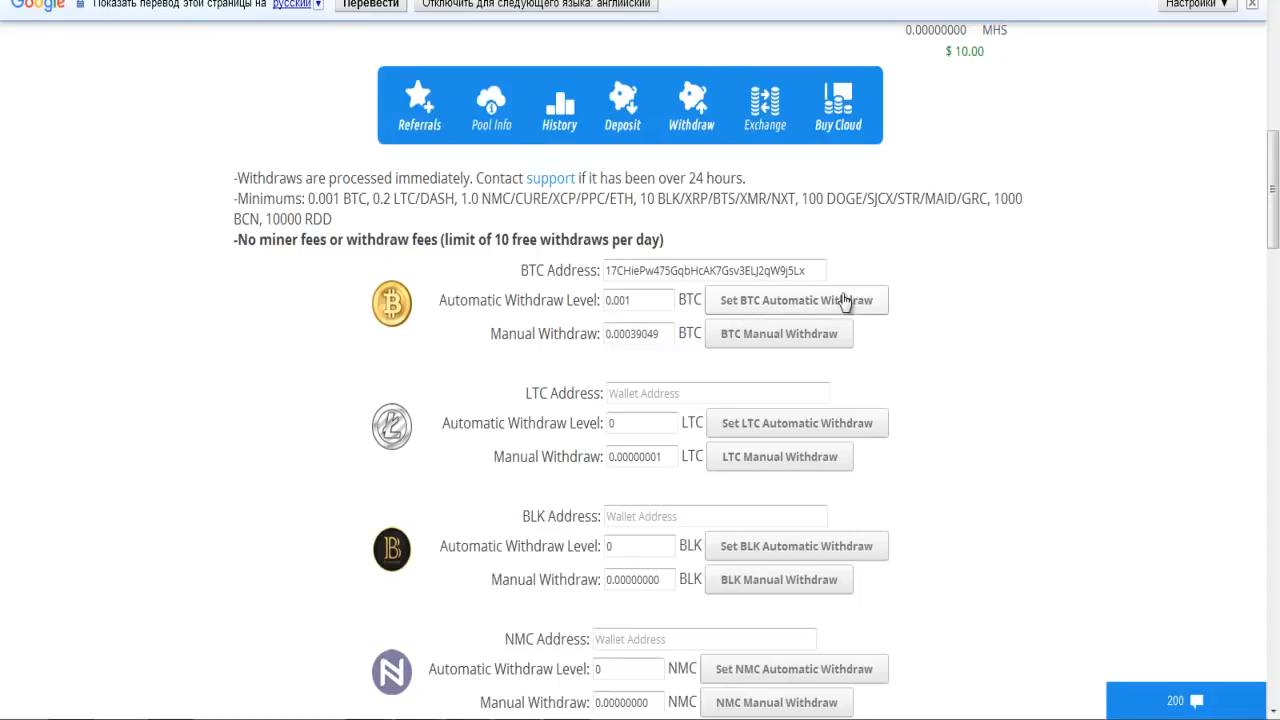 Google Показать перевод этой страницы на русский ▼ Перевести Отключить для следующего языка: английский Настройки ▼
0.00000000 MHS
$ 10.00
Referrals Pool Info History Deposit Withdraw Exchange Buy Cloud
-Withdraws are processed immediately. Contact support if it has been over 24 hours.
-Minimums: 0.001 BTC, 0.2 LTC/DASH, 1.0 NMC/CURE/XCP/PPC/ETH, 10 BLK/XRP/BTS/XMR/NXT, 100 DOGE/SJCX/STR/MAID/GRC, 1000
BCN, 10000 RDD
-No miner fees or withdraw fees (limit of 10 free withdraws per day)
BTC Address: 17CHiePw475GqbHcAK7Gsv3ELJ2qW9j5Lx
Automatic Withdraw Level: 0.001 BTC Set BTC Automatic Withdraw
Manual Withdraw: 0.00039049 BTC BTC Manual Withdraw
LTC Address: Wallet Address
Automatic Withdraw Level: 0 LTC Set LTC Automatic Withdraw
Manual Withdraw: 0.00000001 LTC LTC Manual Withdraw
BLK Address: Wallet Address
Automatic Withdraw Level: 0 BLK Set BLK Automatic Withdraw
Manual Withdraw: 0.00000000 BLK BLK Manual Withdraw
NMC Address: Wallet Address
Automatic Withdraw Level: 0 NMC Set NMC Automatic Withdraw
Manual Withdraw: 0.00000000 NMC NMC Manual Withdraw
200